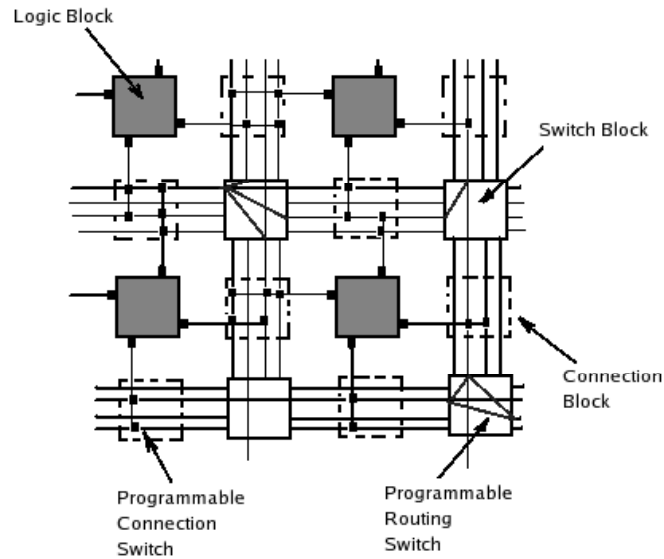 Logic Block
Switch Block
Connection
Block
Programmable
Connection
Switch
Programmable
Routing
Switch